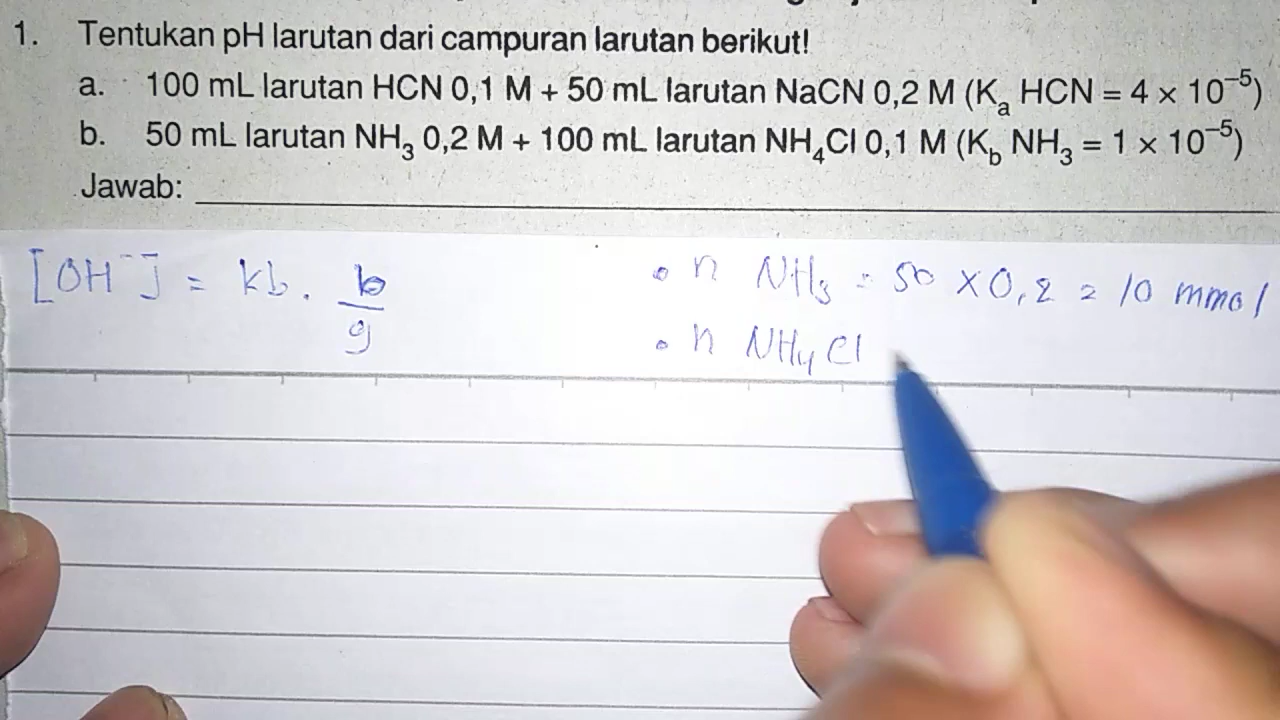 1. Tentukan pH larutan dari campuran larutan berikut!
a. 100 mL larutan HCN 0,1 M + 50 mL larutan NaCN 0,2 M (Kₐ HCN = 4 × 10⁻⁵)
b. 50 mL larutan NH₃ 0,2 M + 100 mL larutan NH₄Cl 0,1 M (K_b NH₃ = 1 × 10⁻⁵)
Jawab:
[OH⁻] = kb . b/g
• n NH₃ = 50 × 0,2 = 10 mmol
• n NH₄Cl